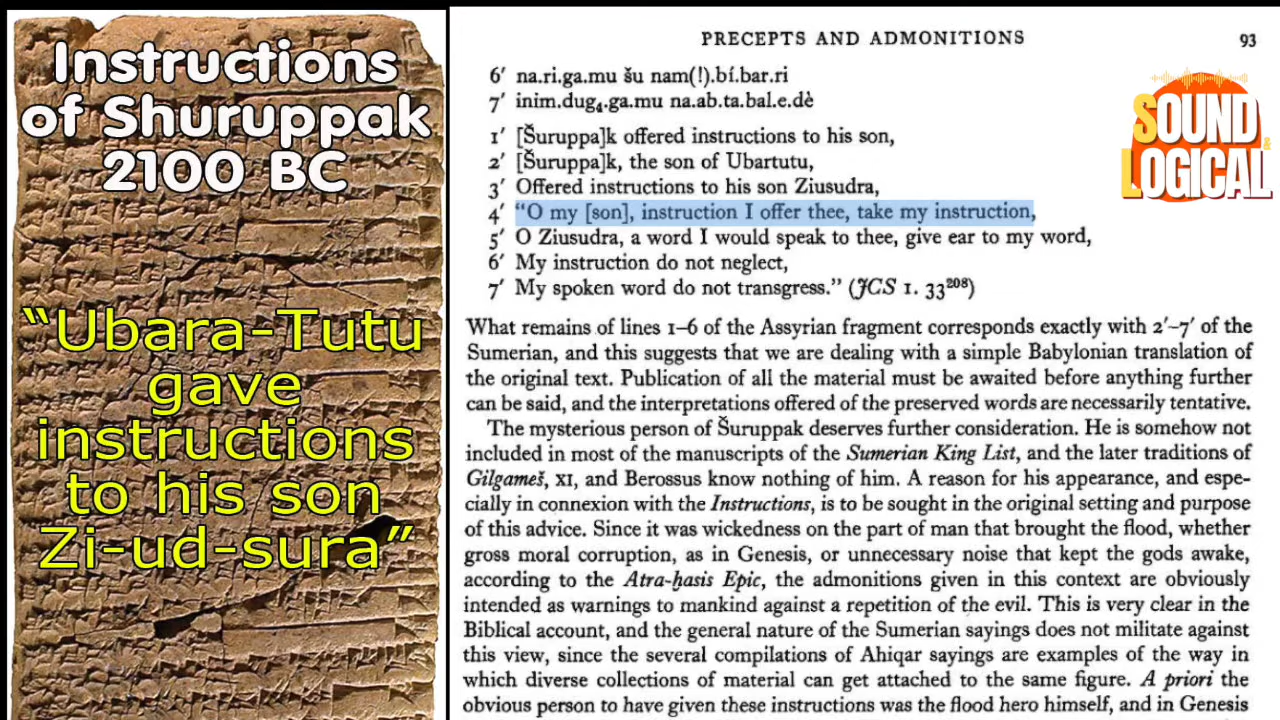 Instructions
of Shuruppak
2100 BC
“Ubara-Tutu
gave
instructions
to his son
Zi-ud-sura”
PRECEPTS AND ADMONITIONS 93
6′ na.ri.ga.mu šu nam(!).bí.bar.ri
7′ inim.dug₄.ga.mu na.ab.ta.bal.e.dè
1′ [Šuruppa]k offered instructions to his son,
2′ [Šuruppa]k, the son of Ubartutu,
3′ Offered instructions to his son Ziusudra,
4′ “O my [son], instruction I offer thee, take my instruction,
5′ O Ziusudra, a word I would speak to thee, give ear to my word,
6′ My instruction do not neglect,
7′ My spoken word do not transgress.” (JCS 1. 33²⁰⁸)
What remains of lines 1–6 of the Assyrian fragment corresponds exactly with 2′–7′ of the
Sumerian, and this suggests that we are dealing with a simple Babylonian translation of
the original text. Publication of all the material must be awaited before anything further
can be said, and the interpretations offered of the preserved words are necessarily tentative.
The mysterious person of Šuruppak deserves further consideration. He is somehow not
included in most of the manuscripts of the Sumerian King List, and the later traditions of
Gilgameš, XI, and Berossus know nothing of him. A reason for his appearance, and espe-
cially in connexion with the Instructions, is to be sought in the original setting and purpose
of this advice. Since it was wickedness on the part of man that brought the flood, whether
gross moral corruption, as in Genesis, or unnecessary noise that kept the gods awake,
according to the Atra-ḫasis Epic, the admonitions given in this context are obviously
intended as warnings to mankind against a repetition of the evil. This is very clear in the
Biblical account, and the general nature of the Sumerian sayings does not militate against
this view, since the several compilations of Ahiqar sayings are examples of the way in
which diverse collections of material can get attached to the same figure. A priori the
obvious person to have given these instructions was the flood hero himself, and in Genesis
SOUND
LOGICAL